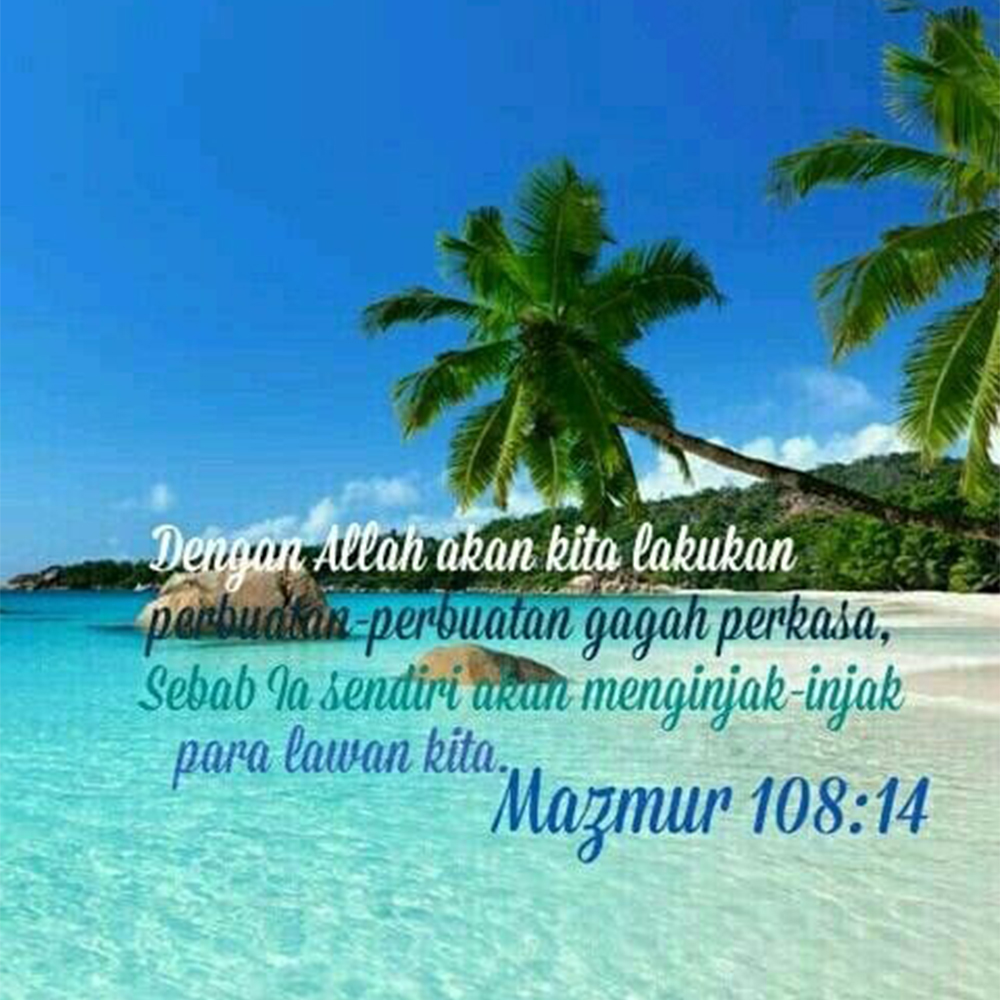 Dengan Allah akan kita lakukan
perbuatan-perbuatan gagah perkasa,
Sebab Ia sendiri akan menginjak-injak
para lawan kita.
Mazmur 108:14